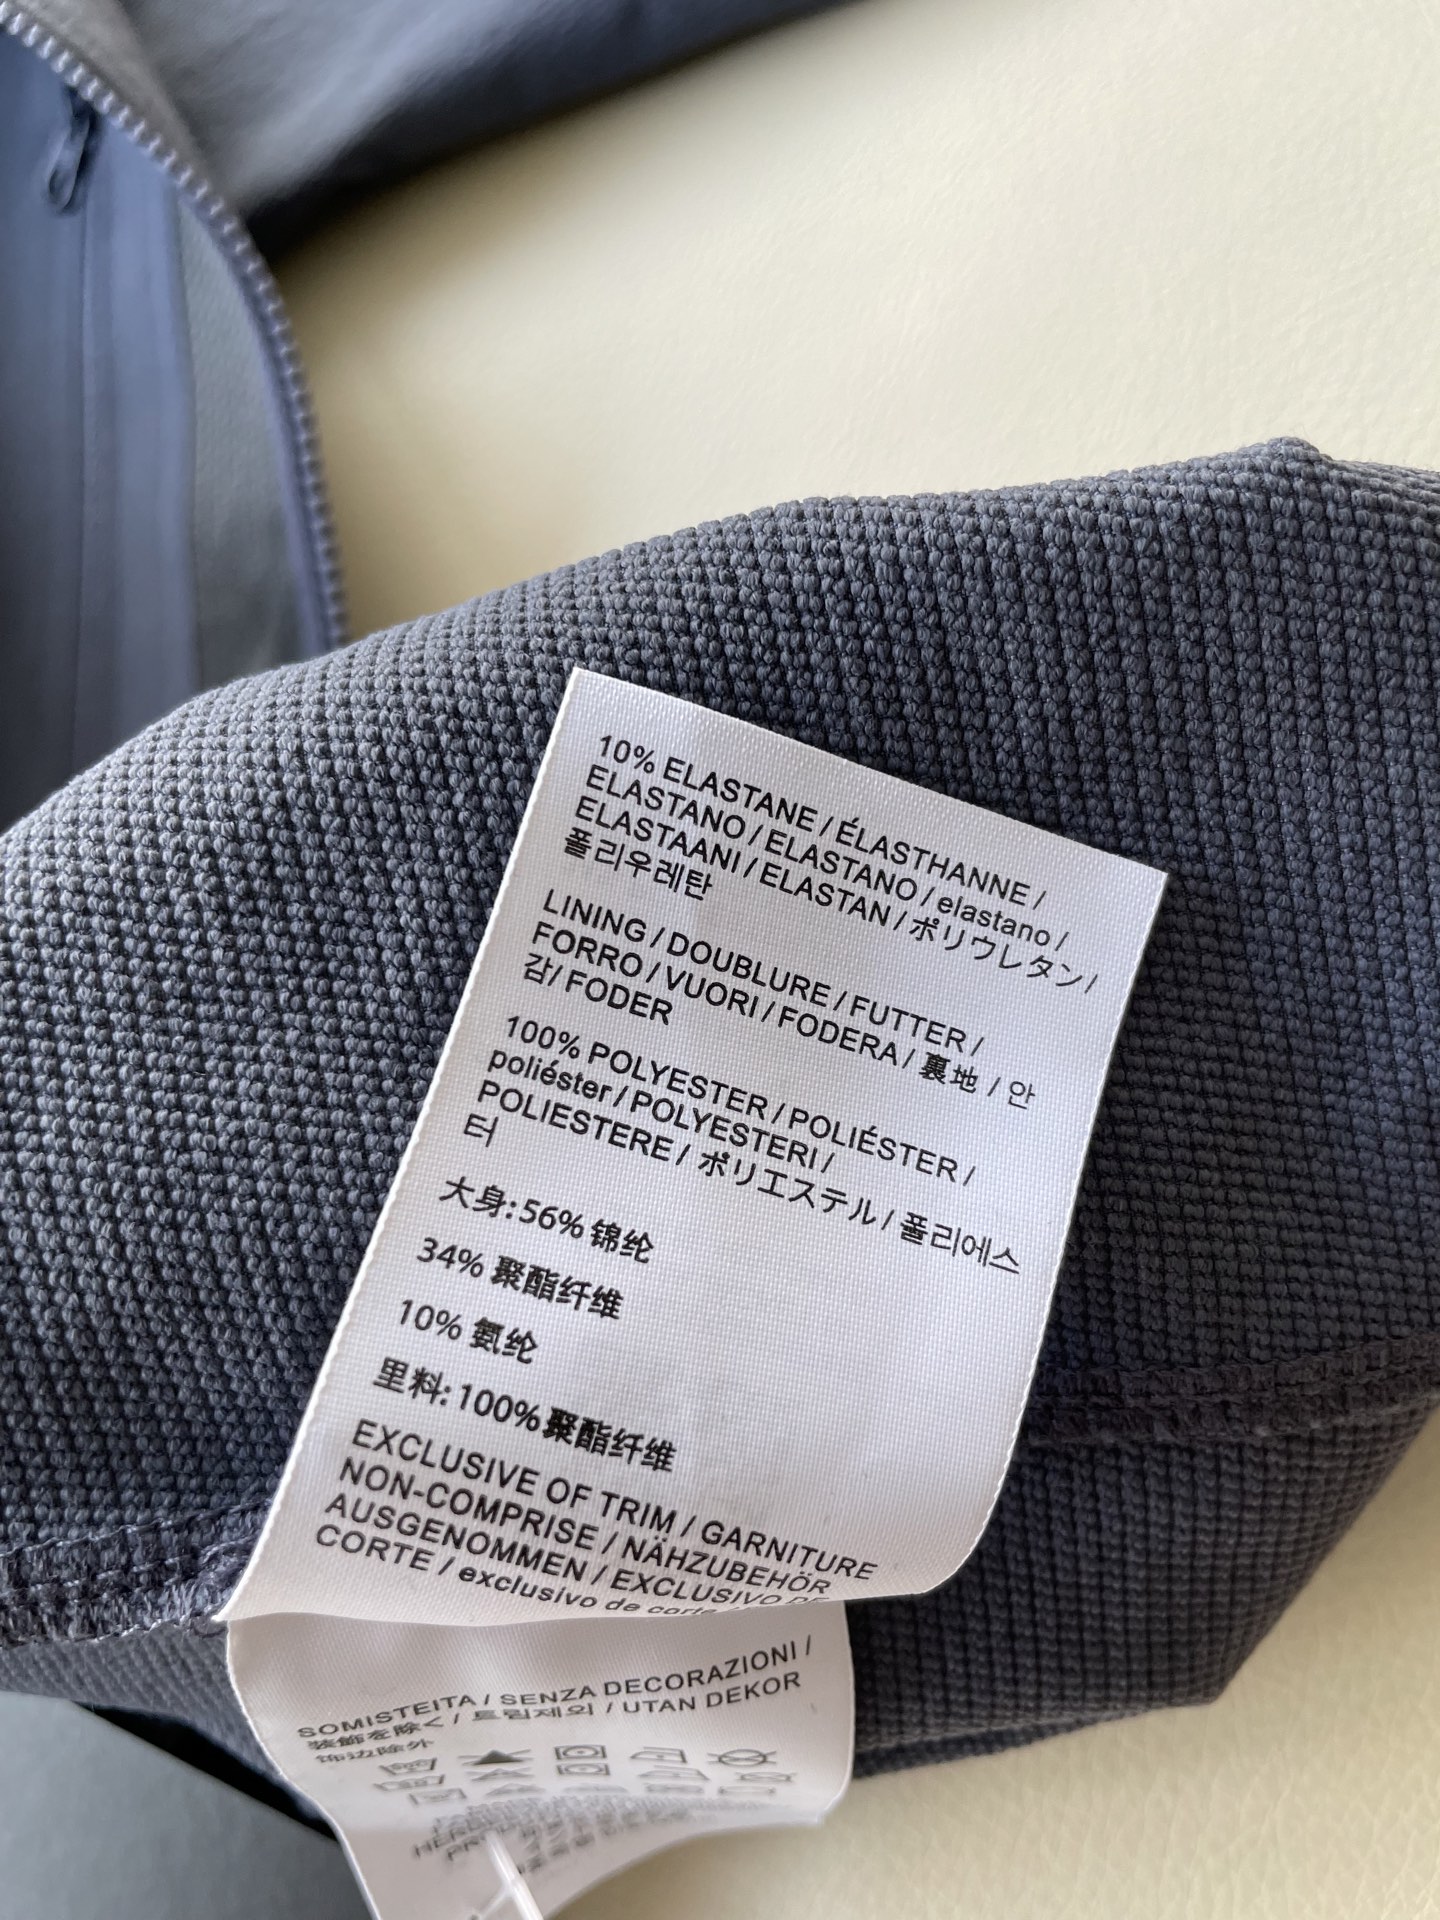 10% ELASTANE / ÉLASTHANNE /
ELASTANO / ELASTANO / elastano /
ELASTAANI / ELASTAN / ポリウレタン /
폴리우레탄
LINING / DOUBLURE / FUTTER /
FORRO / VUORI / FODERA / 裏地 / 안
감/ FODER
100% POLYESTER / POLIÉSTER /
poliéster / POLYESTERI /
POLIESTERE / ポリエステル / 폴리에스
터
大身: 56% 锦纶
34% 聚酯纤维
10% 氨纶
里料: 100% 聚酯纤维
EXCLUSIVE OF TRIM / GARNITURE
NON-COMPRISE / NÄHZUBEHÖR
AUSGENOMMEN / EXCLUSIVO DE
CORTE / exclusivo de corte
SOMISTEITA / SENZA DECORAZIONI /
装飾を除く / 트림제외 / UTAN DEKOR
饰边除外